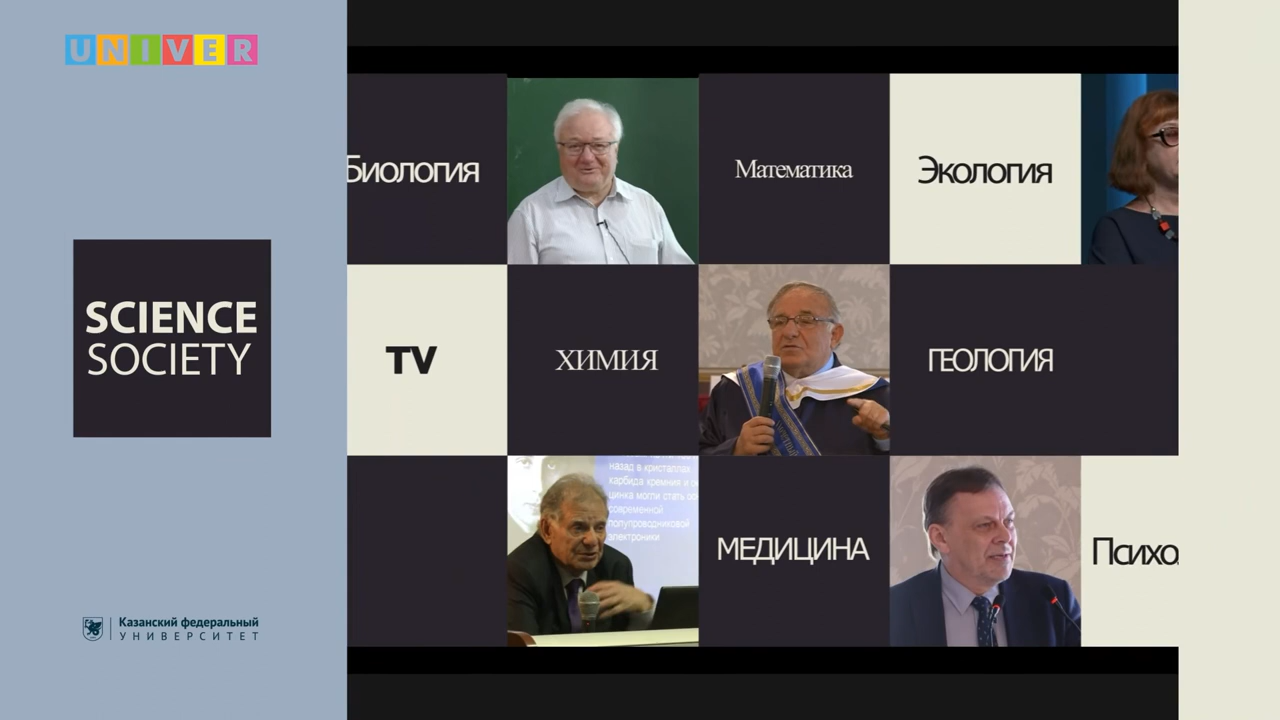 UNIVER
SCIENCE
SOCIETY
Казанский федеральный
УНИВЕРСИТЕТ
Биология
Математика
Экология
TV
ХИМИЯ
ГЕОЛОГИЯ
назад в кристаллах
карбида кремния и
цинка могли стать
современной
полупроводниковой
электроники
МЕДИЦИНА
Психо